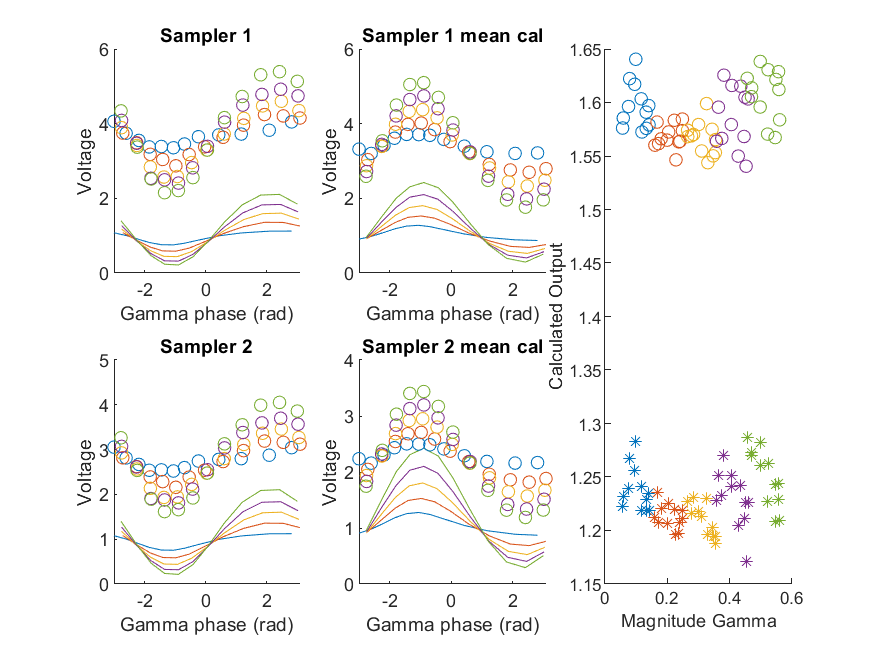 Sampler 1
Voltage
6
4
2
0
-2 0 2
Gamma phase (rad)
Sampler 1 mean cal
Voltage
6
4
2
0
-2 0 2
Gamma phase (rad)
Sampler 2
Voltage
5
4
3
2
1
0
-2 0 2
Gamma phase (rad)
Sampler 2 mean cal
Voltage
4
3
2
1
0
-2 0 2
Gamma phase (rad)
Calculated Output
1.65
1.6
1.55
1.5
1.45
1.4
1.35
1.3
1.25
1.2
1.15
0 0.2 0.4 0.6
Magnitude Gamma